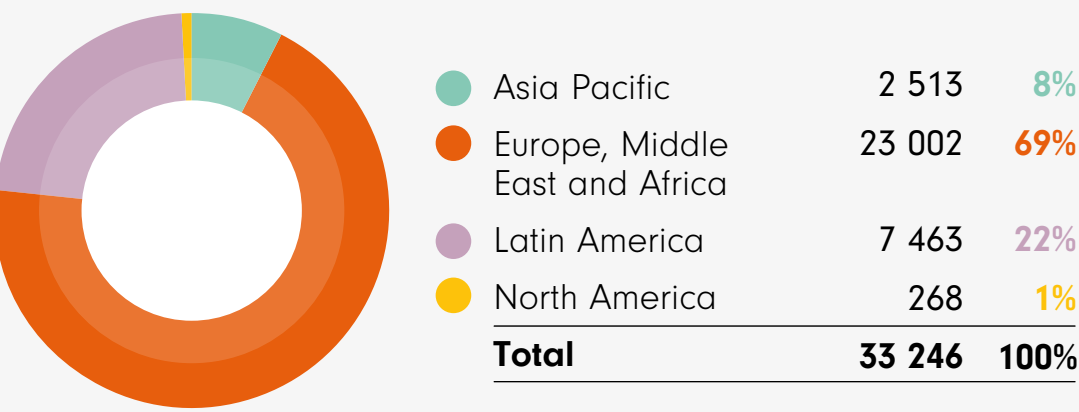 Asia Pacific 2 513 8%
Europe, Middle 23 002 69%
East and Africa
Latin America 7 463 22%
North America 268 1%
Total 33 246 100%